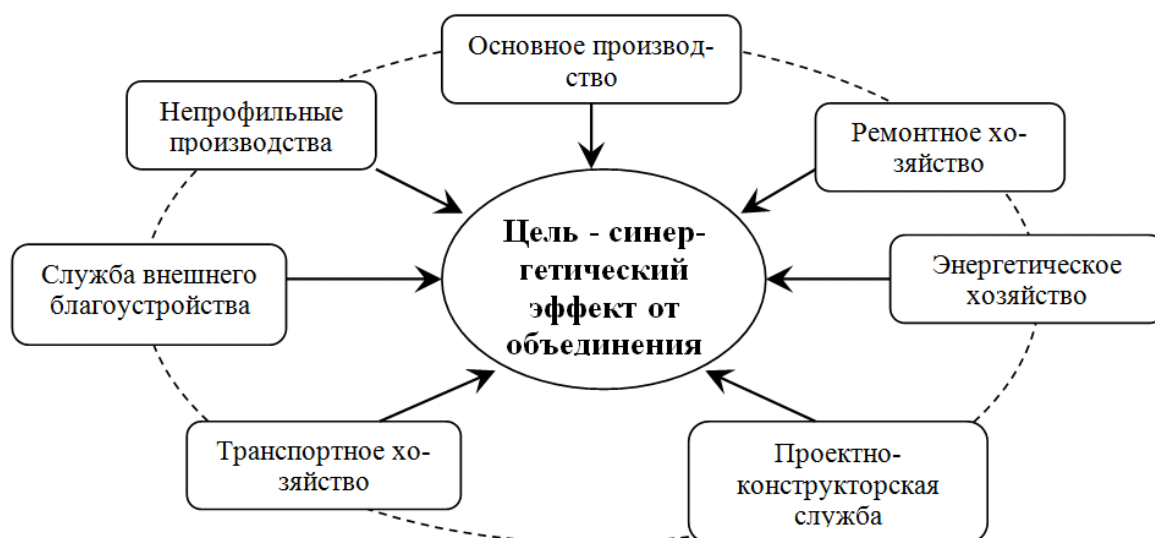 Основное производ-
ство
Непрофильные
производства
Ремонтное хо-
зяйство
Цель - синер-
гетический
эффект от
объединения
Служба внешнего
благоустройства
Энергетическое
хозяйство
Транспортное хо-
зяйство
Проектно-
конструкторская
служба